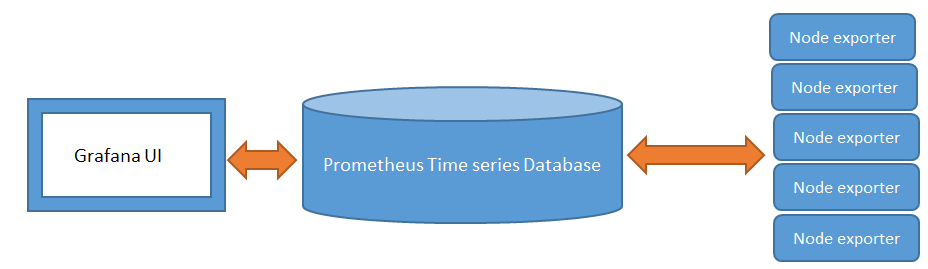 Grafana UI
Prometheus Time series Database
Node exporter
Node exporter
Node exporter
Node exporter
Node exporter